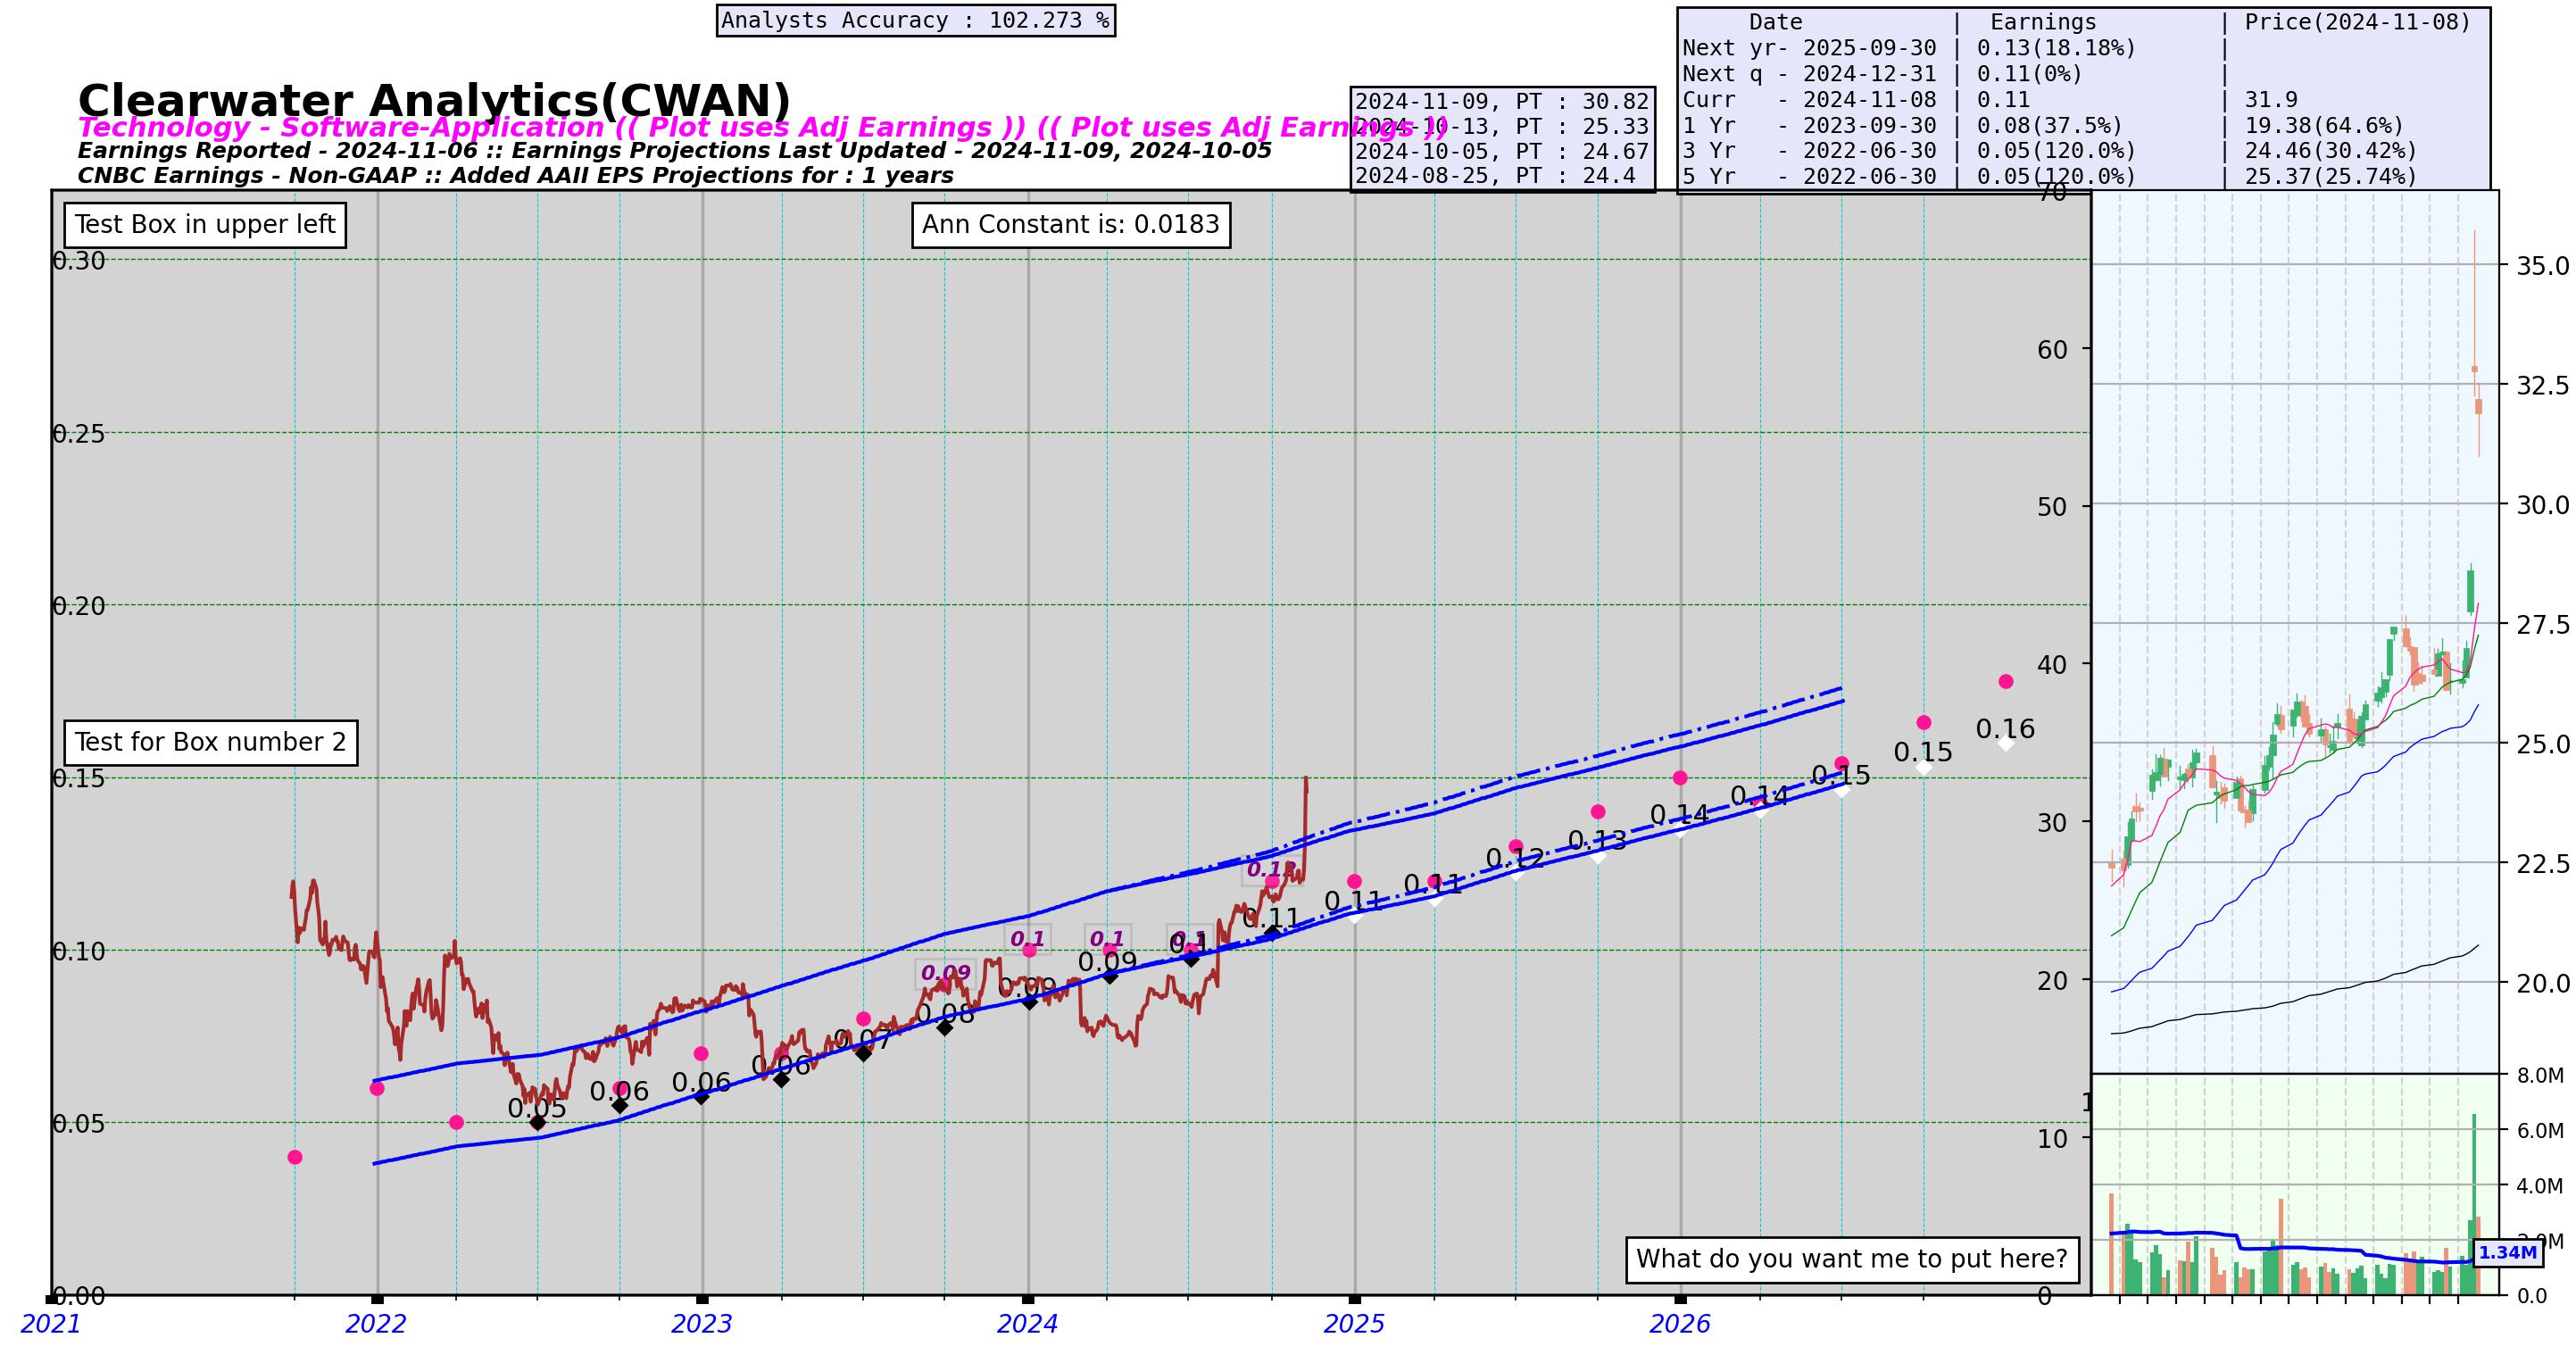 Analysts Accuracy : 102.273 %
Date | Earnings | Price(2024-11-08)
Next yr- 2025-09-30 | 0.13(18.18%) |
Next q - 2024-12-31 | 0.11(0%) |
Curr - 2024-11-08 | 0.11 | 31.9
1 Yr - 2023-09-30 | 0.08(37.5%) | 19.38(64.6%)
3 Yr - 2022-06-30 | 0.05(120.0%) | 24.46(30.42%)
5 Yr - 2022-06-30 | 0.05(120.0%) | 25.37(25.74%)
Clearwater Analytics(CWAN)
Technology - Software-Application (( Plot uses Adj Earnings )) (( Plot uses Adj Earnings ))
Earnings Reported - 2024-11-06 :: Earnings Projections Last Updated - 2024-11-09, 2024-10-05
CNBC Earnings - Non-GAAP :: Added AAII EPS Projections for : 1 years
2024-11-09, PT : 30.82
2024-10-13, PT : 25.33
2024-10-05, PT : 24.67
2024-08-25, PT : 24.4
Test Box in upper left
Ann Constant is: 0.0183
Test for Box number 2
What do you want me to put here?
0.30
0.25
0.20
0.15
0.10
0.05
0.00
0.05
0.06
0.06
0.06
0.07
0.08
0.09
0.09
0.1
0.11
0.11
0.11
0.12
0.13
0.14
0.14
0.15
0.15
0.16
0.09
0.1
0.1
0.1
0.12
70
60
50
40
30
20
10
0
1
35.0
32.5
30.0
27.5
25.0
22.5
20.0
8.0M
6.0M
4.0M
2.0M
1.34M
0.0
2021
2022
2023
2024
2025
2026